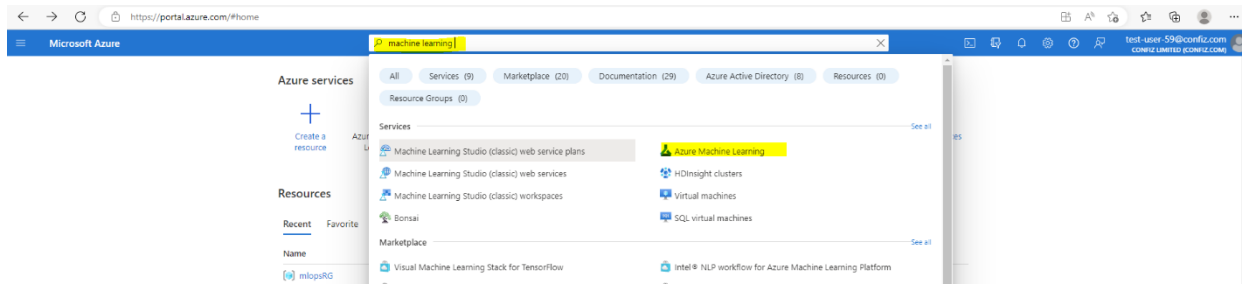 https://portal.azure.com/#home
Microsoft Azure
machine learning
test-user-59@confiz.com
CONFIZ LIMITED (CONFIZ.COM)
Azure services
All Services (9) Marketplace (20) Documentation (29) Azure Active Directory (8) Resources (0)
Resource Groups (0)
Services See all
Create a resource
Azur
Machine Learning Studio (classic) web service plans Azure Machine Learning
Machine Learning Studio (classic) web services HDInsight clusters
Machine Learning Studio (classic) workspaces Virtual machines
Resources
Bonsai SQL virtual machines
Recent Favorite
Marketplace See all
Name
Visual Machine Learning Stack for TensorFlow Intel® NLP workflow for Azure Machine Learning Platform
mlopsRG